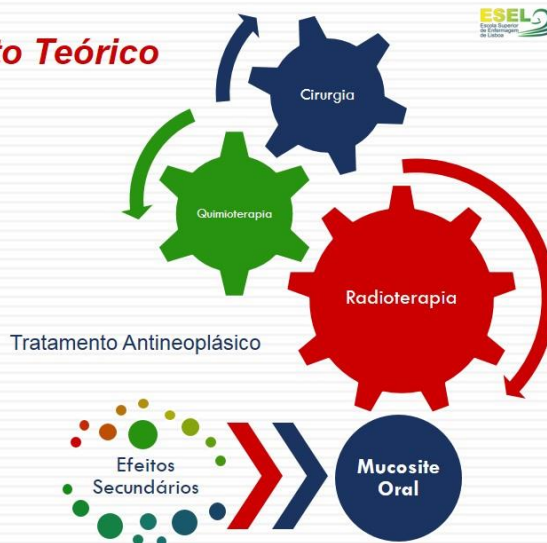 to Teórico
ESEL
Escola Superior
de Enfermagem
de Lisboa
Cirurgia
Quimioterapia
Radioterapia
Tratamento Antineoplásico
Efeitos
Secundários
Mucosite
Oral